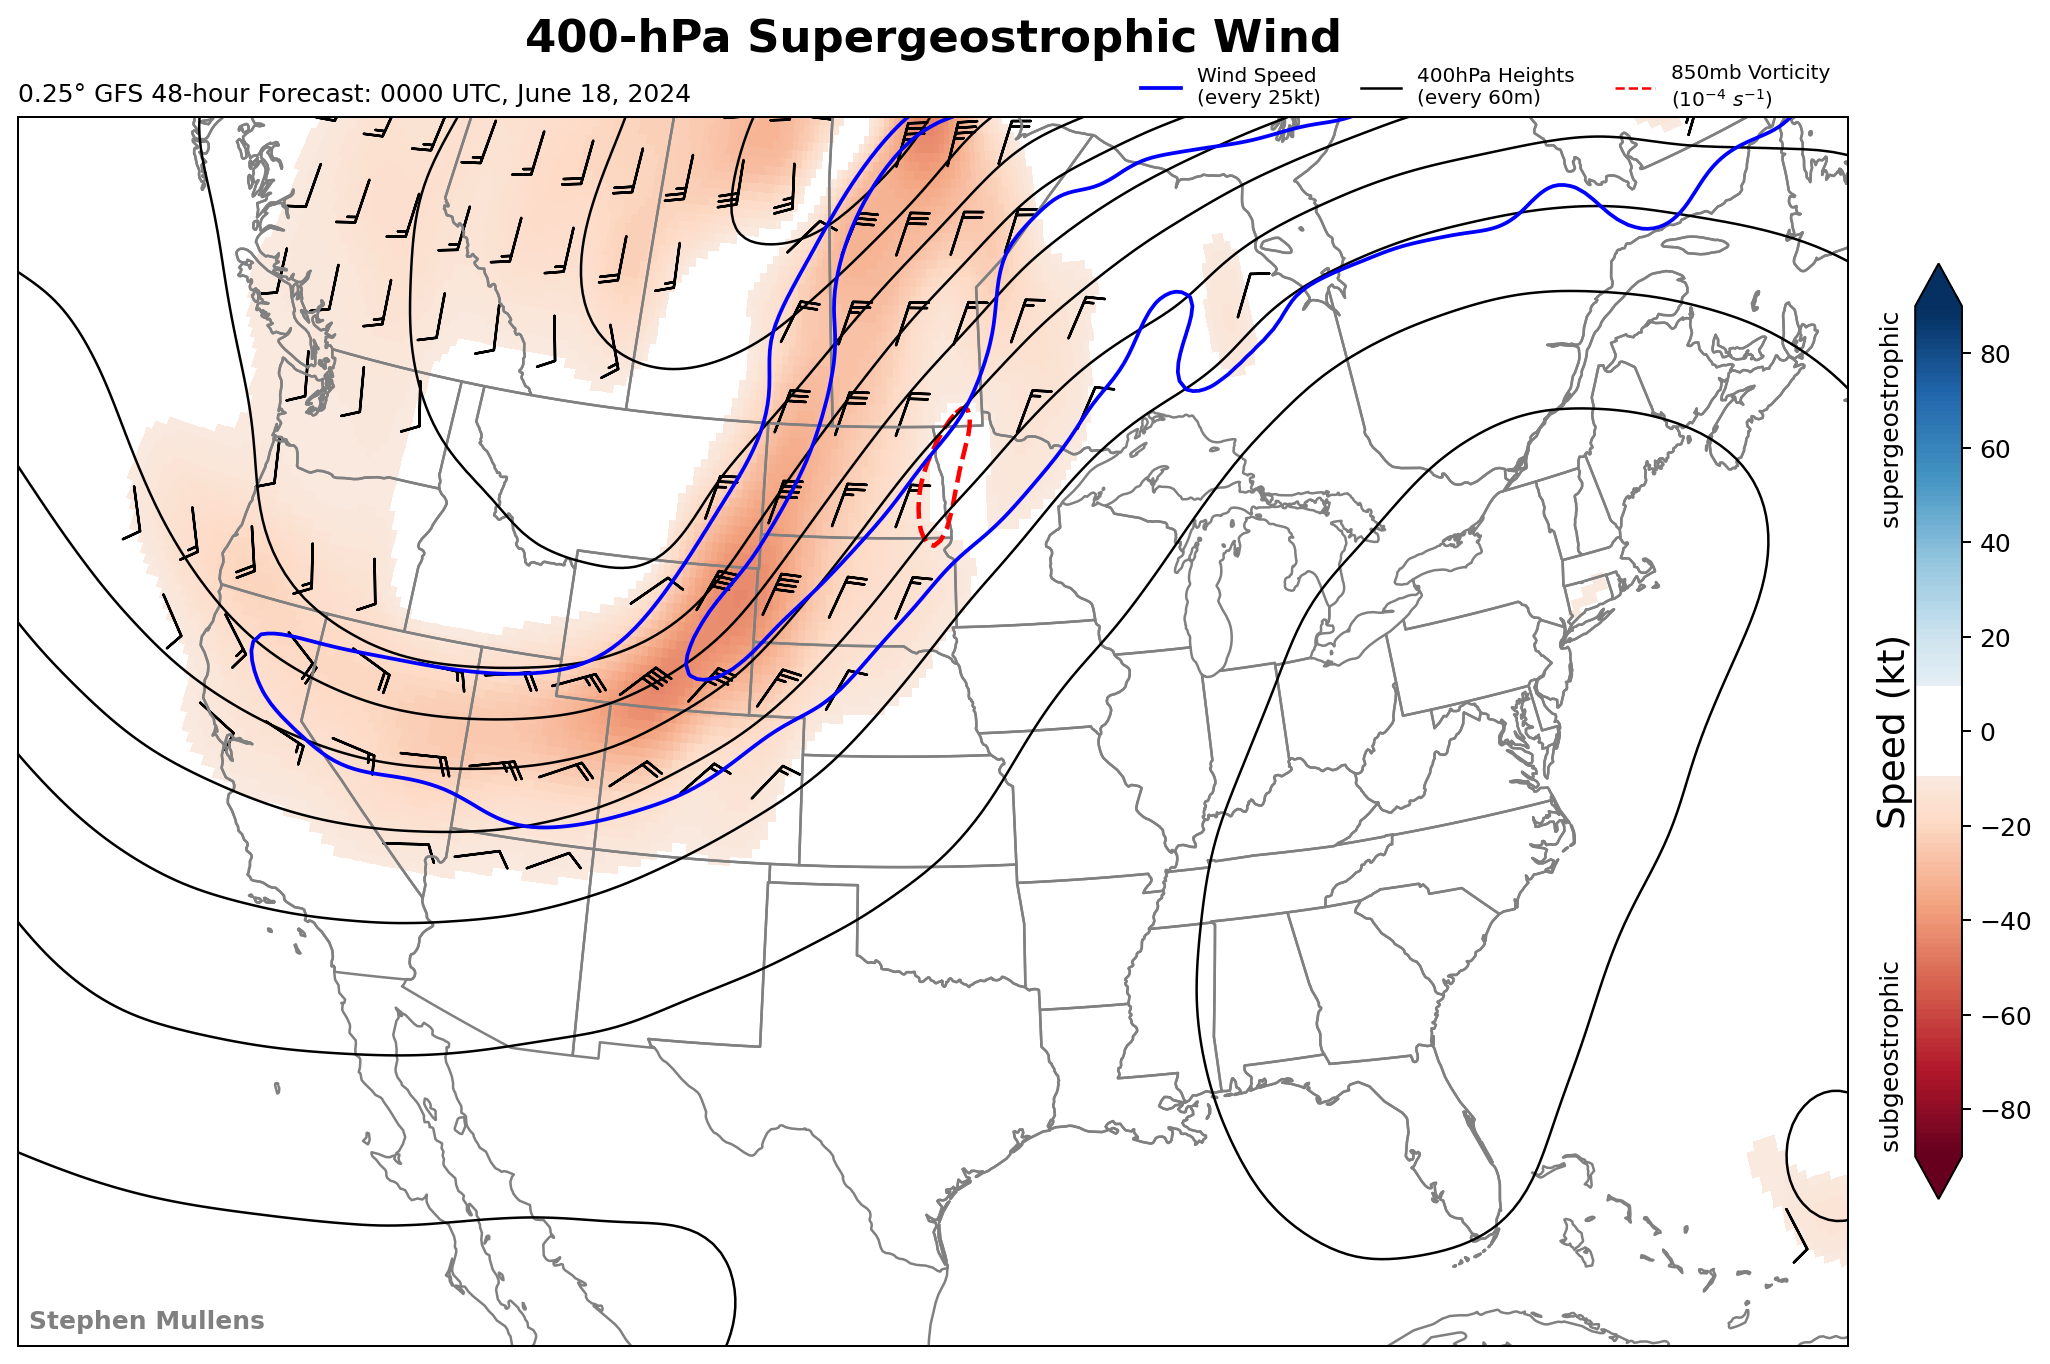 400-hPa Supergeostrophic Wind
0.25° GFS 48-hour Forecast: 0000 UTC, June 18, 2024
Wind Speed
(every 25kt)
400hPa Heights
(every 60m)
850mb Vorticity
(10⁻⁴ s⁻¹)
supergeostrophic
Speed (kt)
subgeostrophic
80
60
40
20
0
−20
−40
−60
−80
Stephen Mullens